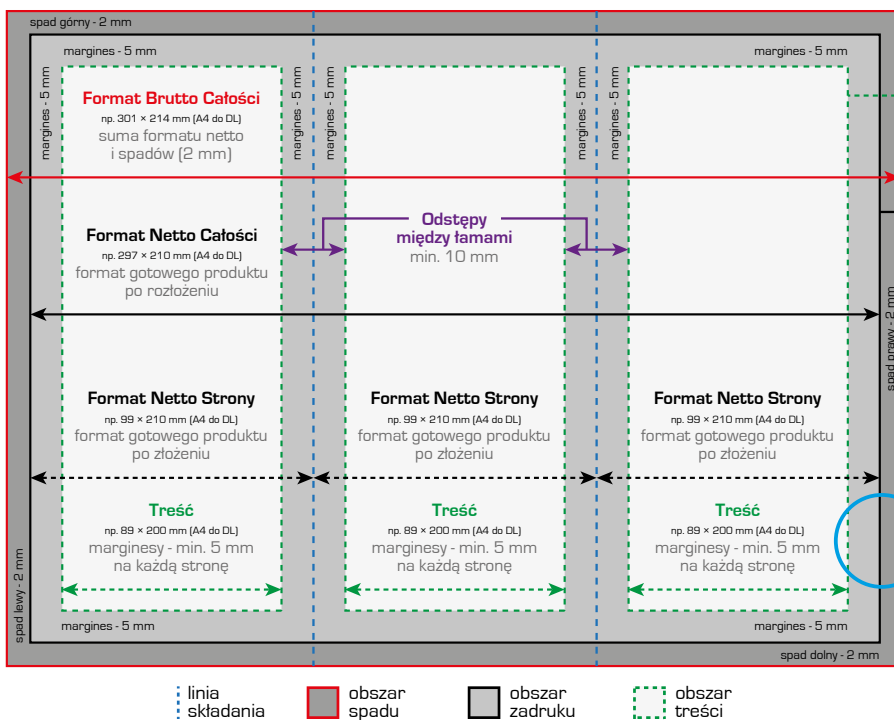 spad górny - 2 mm
margines - 5 mm
margines - 5 mm
margines - 5 mm
margines - 5 mm
margines - 5 mm
margines - 5 mm
margines - 5 mm
margines - 5 mm
Format Brutto Całości
np. 301 × 214 mm (A4 do DL)
suma formatu netto
i spadów (2 mm)
Odstępy
między łamami
min. 10 mm
Format Netto Całości
np. 297 × 210 mm (A4 do DL)
format gotowego produktu
po rozłożeniu
spad prawy - 2 mm
Format Netto Strony
np. 99 × 210 mm (A4 do DL)
format gotowego produktu
po złożeniu
Format Netto Strony
np. 99 × 210 mm (A4 do DL)
format gotowego produktu
po złożeniu
Format Netto Strony
np. 99 × 210 mm (A4 do DL)
format gotowego produktu
po złożeniu
Treść
np. 89 × 200 mm (A4 do DL)
marginesy - min. 5 mm
na każdą stronę
Treść
np. 89 × 200 mm (A4 do DL)
marginesy - min. 5 mm
na każdą stronę
Treść
np. 89 × 200 mm (A4 do DL)
marginesy - min. 5 mm
na każdą stronę
spad lewy - 2 mm
margines - 5 mm
margines - 5 mm
spad dolny - 2 mm
linia
składania
obszar
spadu
obszar
zadruku
obszar
treści